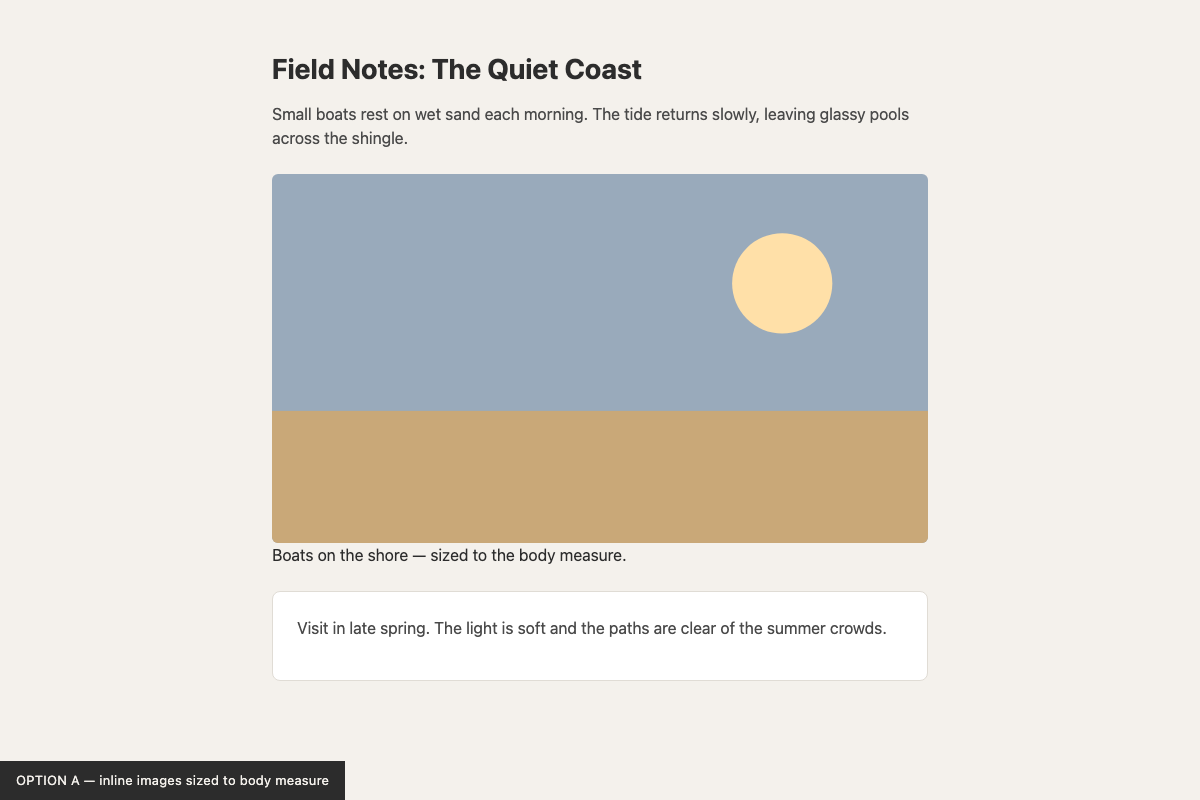 Field Notes: The Quiet Coast
Small boats rest on wet sand each morning. The tide returns slowly, leaving glassy pools
across the shingle.
Boats on the shore — sized to the body measure.
Visit in late spring. The light is soft and the paths are clear of the summer crowds.
OPTION A — inline images sized to body measure